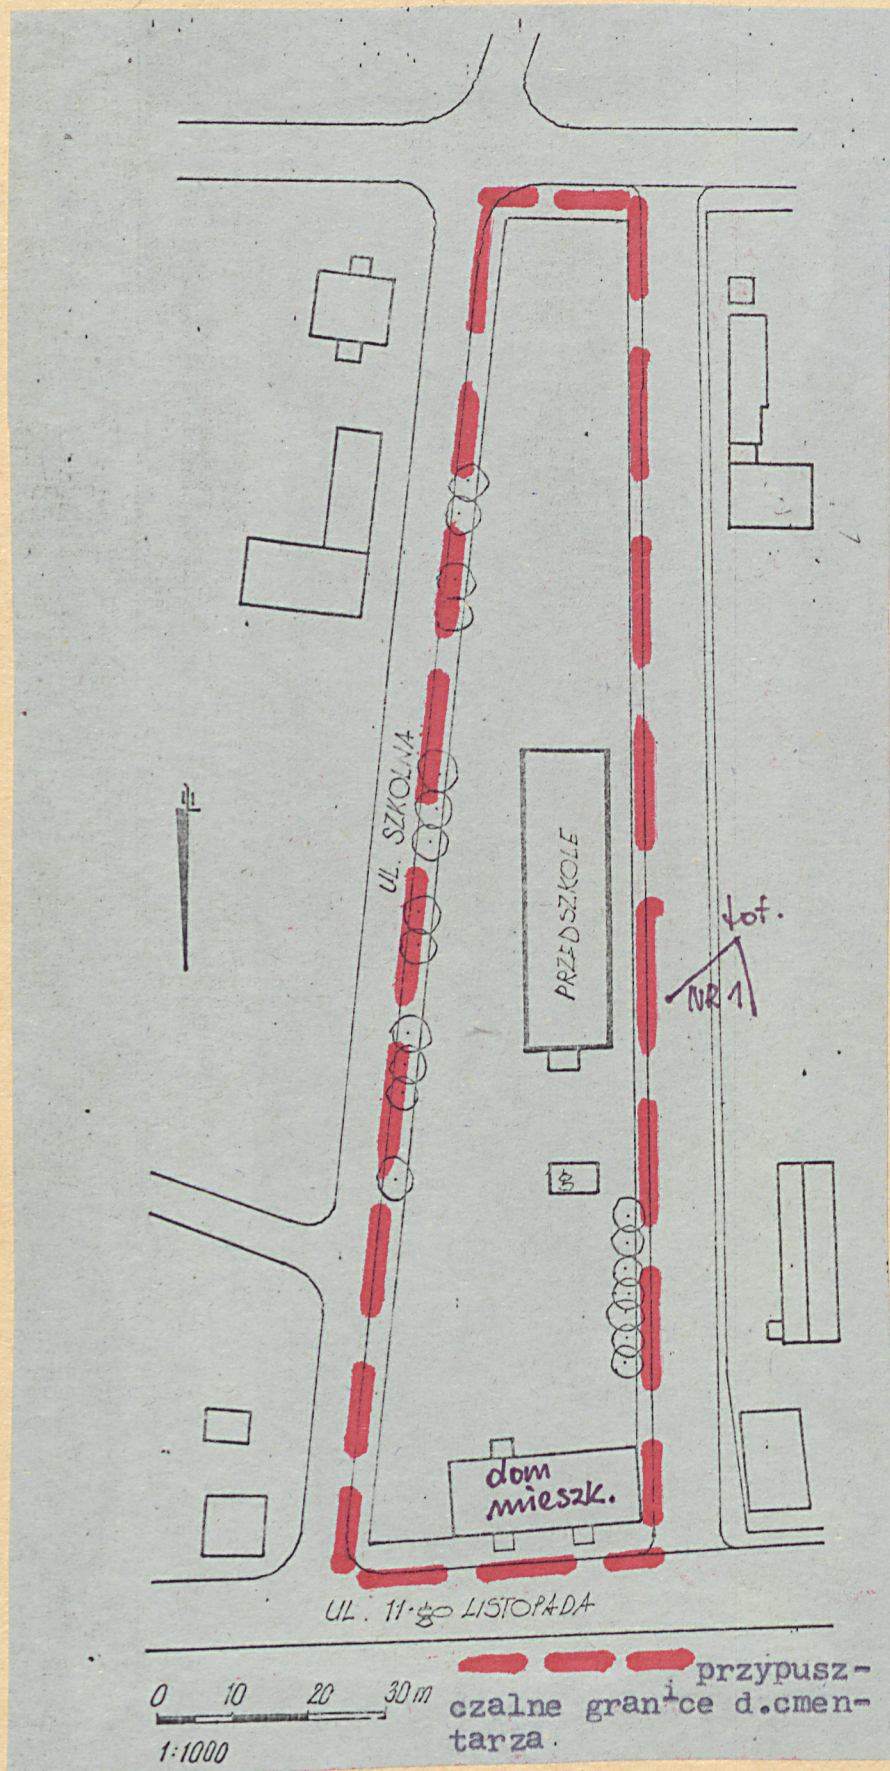 UL. SZKOLNA
PRZEDSZKOLE
fot.
NR 1
dom
mieszk.
UL. 11-go LISTOPADA
0 10 20 30 m
1:1000
przypusz-
czalne granice d.cmen-
tarza.